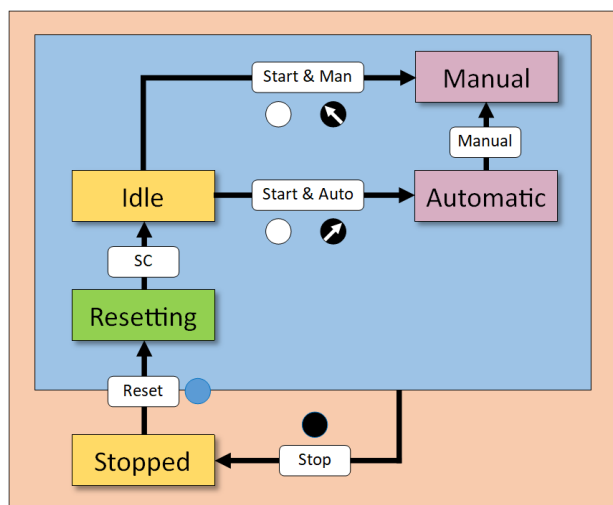 Start & Man
Manual
Manual
Idle
Start & Auto
Automatic
SC
Resetting
Reset
Stopped
Stop